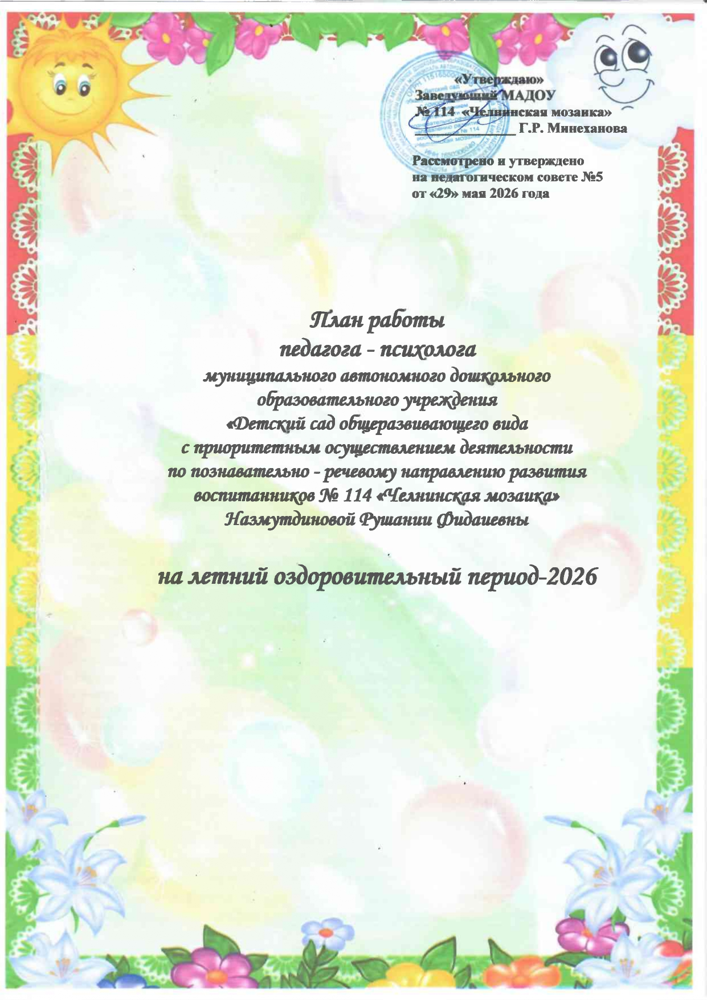 «Утверждаю»
Заведующий МАДОУ
№ 114 «Челнинская мозаика»
Г.Р. Минеханова
Рассмотрено и утверждено
на педагогическом совете №5
от «29» мая 2026 года
План работы
педагога - психолога
муниципального автономного дошкольного
образовательного учреждения
«Детский сад общеразвивающего вида
с приоритетным осуществлением деятельности
по познавательно - речевому направлению развития
воспитанников № 114 «Челнинская мозаика»
Назмутдиновой Рушании Фидаиевны
на летний оздоровительный период-2026